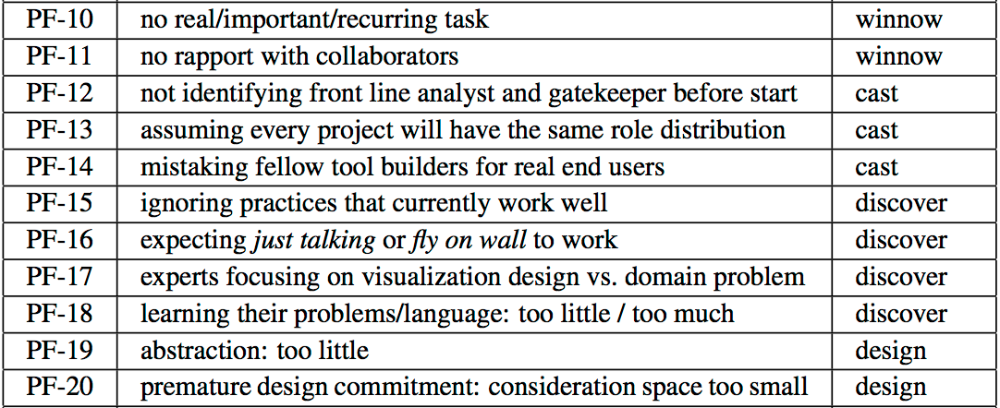 PF-10 no real/important/recurring task winnow
PF-11 no rapport with collaborators winnow
PF-12 not identifying front line analyst and gatekeeper before start cast
PF-13 assuming every project will have the same role distribution cast
PF-14 mistaking fellow tool builders for real end users cast
PF-15 ignoring practices that currently work well discover
PF-16 expecting just talking or fly on wall to work discover
PF-17 experts focusing on visualization design vs. domain problem discover
PF-18 learning their problems/language: too little / too much discover
PF-19 abstraction: too little design
PF-20 premature design commitment: consideration space too small design